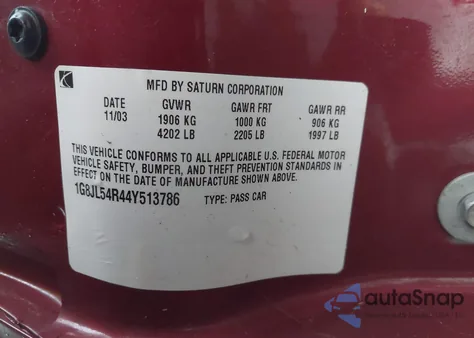 MFD BY SATURN CORPORATION
DATE GVWR GAWR FRT GAWR RR
11/03 1906 KG 1000 KG 906 KG
4202 LB 2205 LB 1997 LB
THIS VEHICLE CONFORMS TO ALL APPLICABLE U.S. FEDERAL MOTOR
VEHICLE SAFETY, BUMPER, AND THEFT PREVENTION STANDARDS IN
EFFECT ON THE DATE OF MANUFACTURE SHOWN ABOVE.
1G8JL54R44Y513786 TYPE: PASS CAR
autoSnap